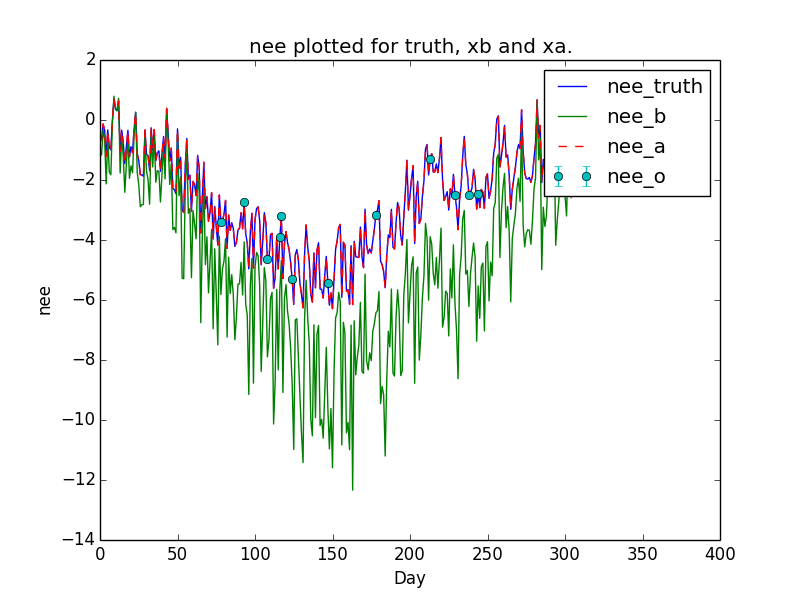 nee plotted for truth, xb and xa.
nee_truth
nee_b
nee_a
nee_o
nee
2
0
−2
−4
−6
−8
−10
−12
−14
0 50 100 150 200 250 300 350 400
Day